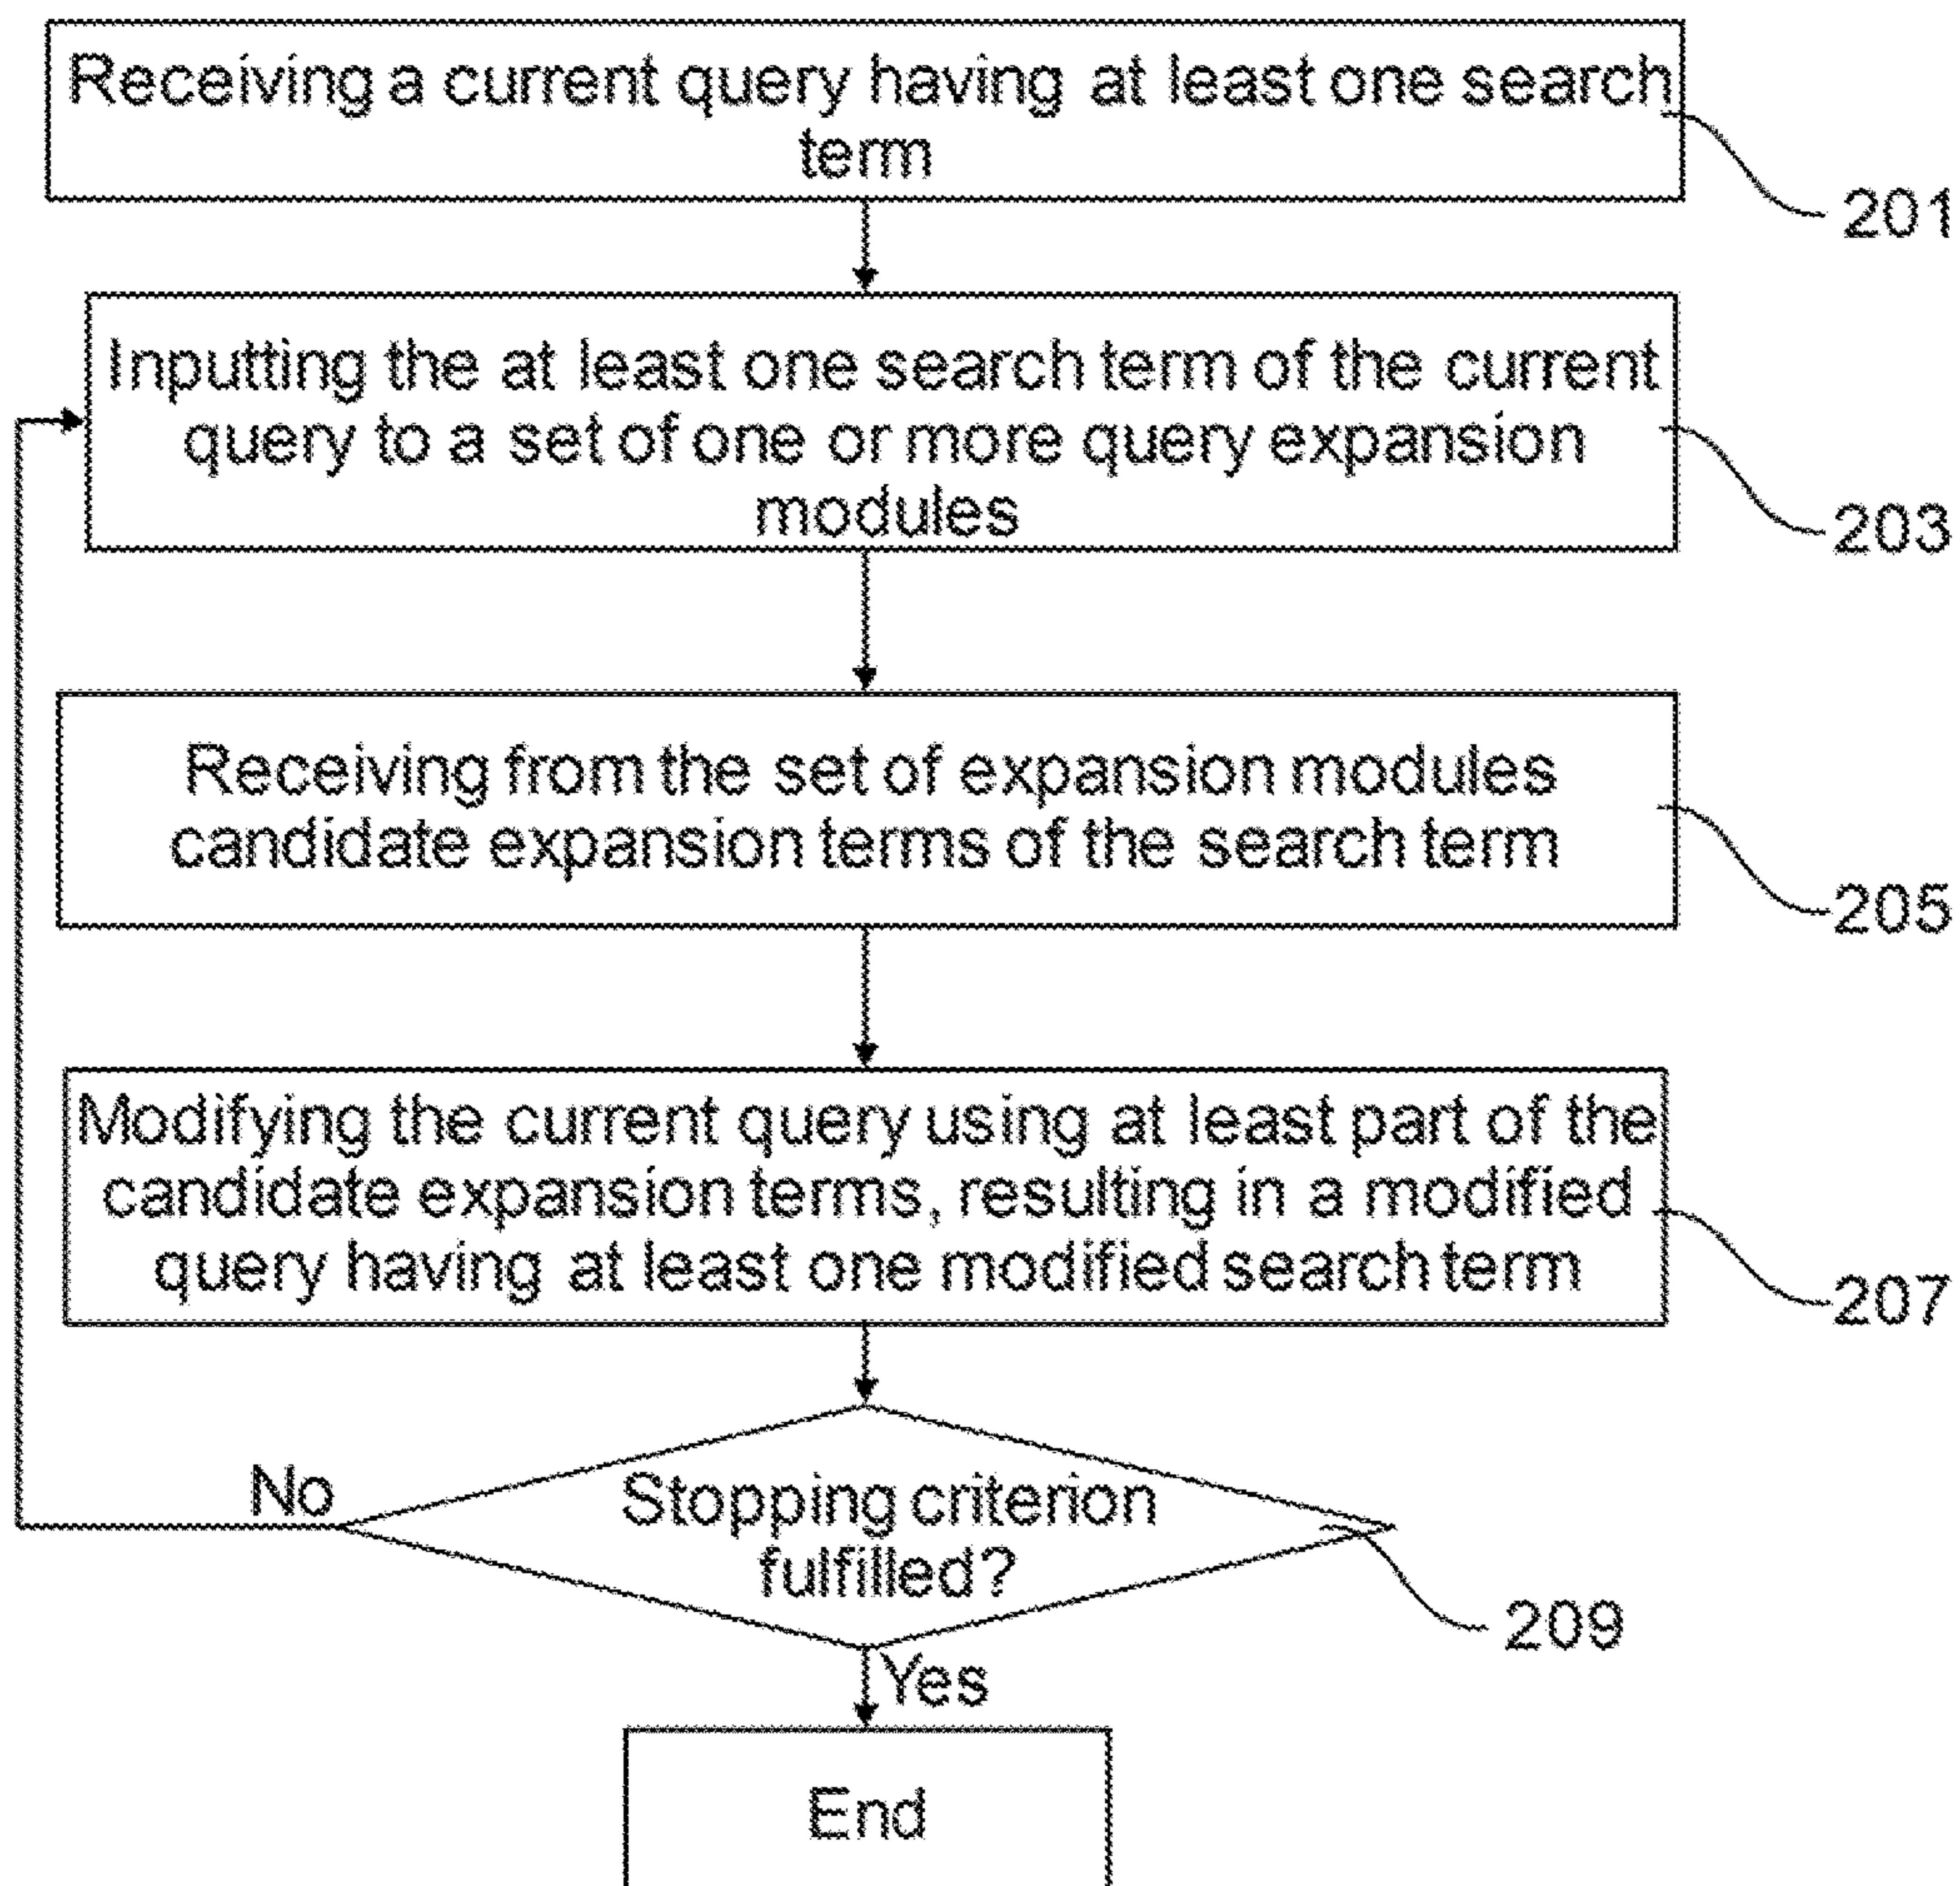 Receiving a current query having at least one search
term
201
Inputting the at least one search term of the current
query to a set of one or more query expansion
modules
203
Receiving from the set of expansion modules
candidate expansion terms of the search term
205
Modifying the current query using at least part of the
candidate expansion terms, resulting in a modified
query having at least one modified search term
207
No
Stopping criterion
fulfilled?
209
Yes
End